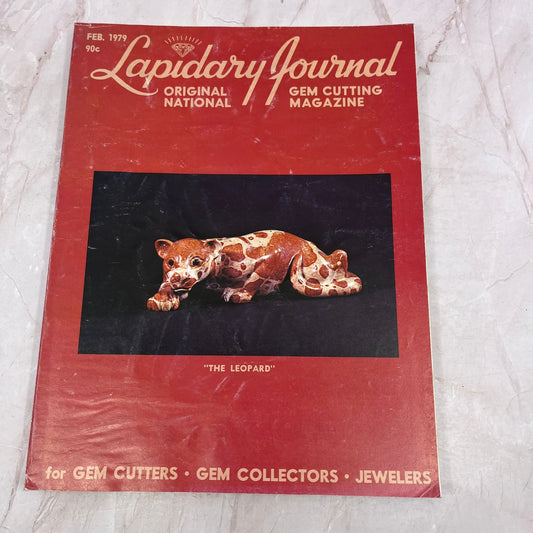 FEB. 1979
90c
Lapidary Journal
ORIGINAL GEM CUTTING
NATIONAL MAGAZINE
"THE LEOPARD"
for GEM CUTTERS • GEM COLLECTORS • JEWELERS